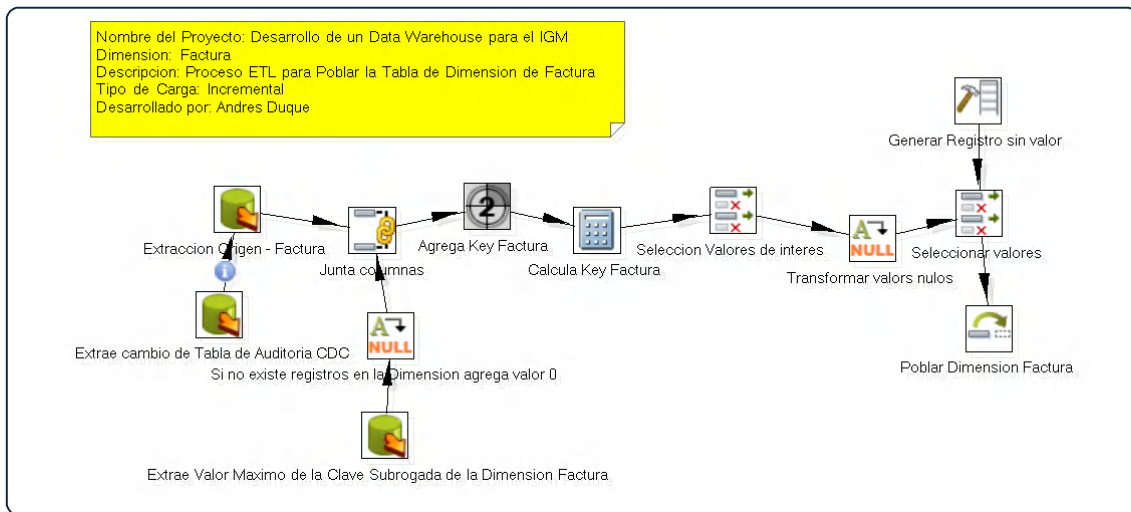 Nombre del Proyecto: Desarrollo de un Data Warehouse para el IGM
Dimension: Factura
Descripcion: Proceso ETL para Poblar la Tabla de Dimension de Factura
Tipo de Carga: Incremental
Desarrollado por: Andres Duque
Generar Registro sin valor
2
Extraccion Origen - Factura
Junta columnas
Agrega Key Factura
Calcula Key Factura
Seleccion Valores de interes
A
NULL
Transformar valors nulos
Seleccionar valores
i
Extrae cambio de Tabla de Auditoria CDC
A
NULL
Si no existe registros en la Dimension agrega valor 0
Poblar Dimension Factura
Extrae Valor Maximo de la Clave Subrogada de la Dimension Factura